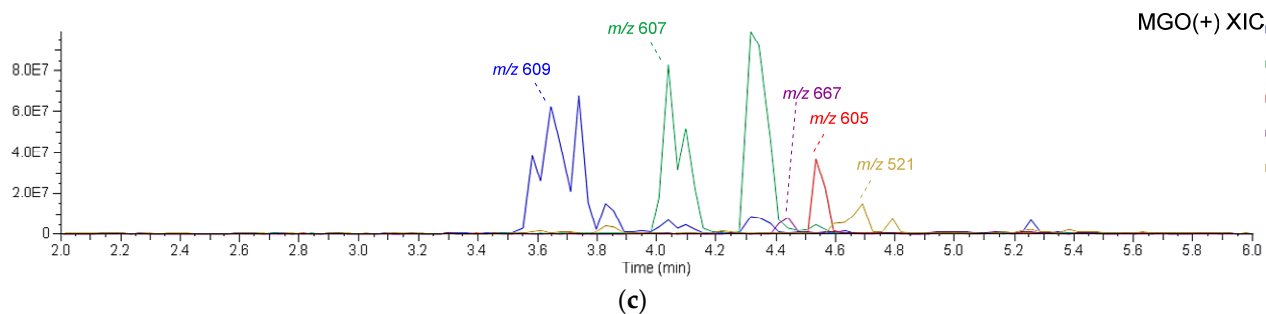 MGO(+) XIC
m/z 607
m/z 609
m/z 667
m/z 605
m/z 521
8.0E7
6.0E7
4.0E7
2.0E7
0
2.0 2.2 2.4 2.6 2.8 3.0 3.2 3.4 3.6 3.8 4.0 4.2 4.4 4.6 4.8 5.0 5.2 5.4 5.6 5.8 6.0
Time (min)
(c)